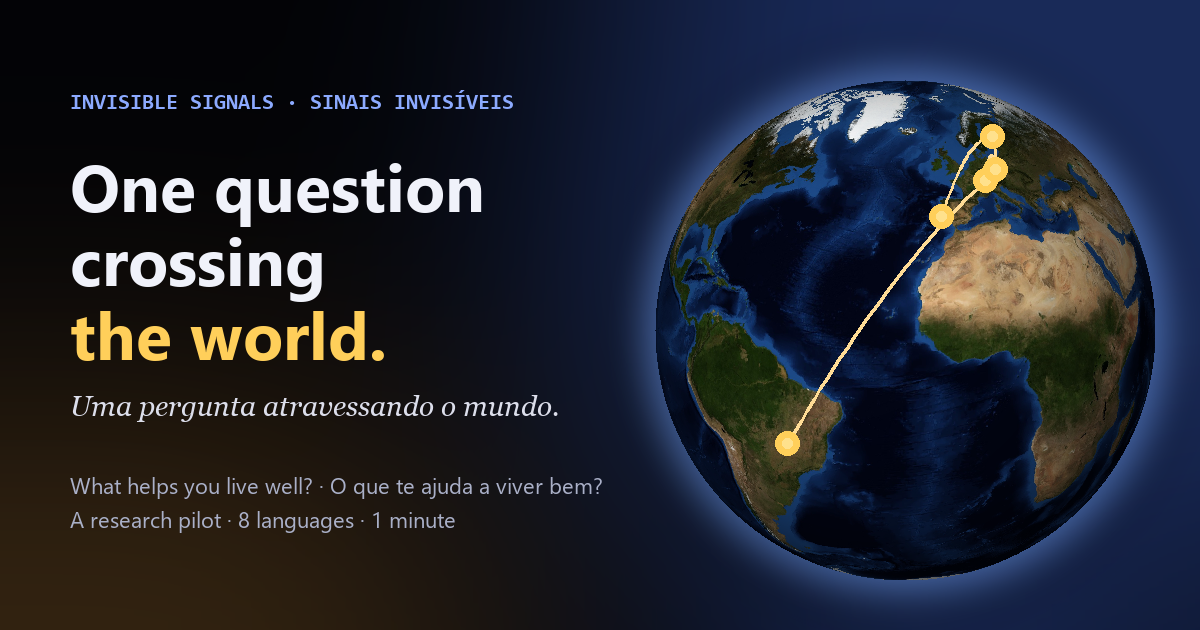 INVISIBLE SIGNALS · SINAIS INVISÍVEIS
One question
crossing
the world.
Uma pergunta atravessando o mundo.
What helps you live well? · O que te ajuda a viver bem?
A research pilot · 8 languages · 1 minute